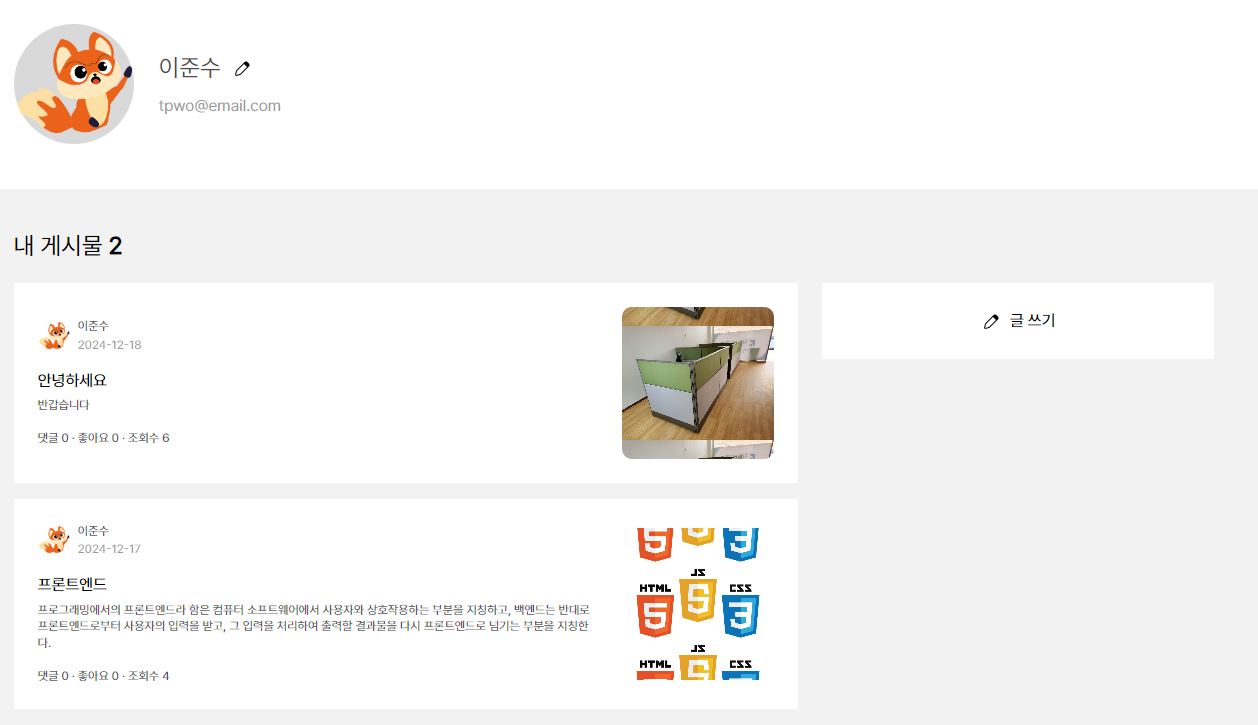 이준수
tpwo@email.com
내 게시물 2
이준수
2024-12-18
안녕하세요
반갑습니다
댓글 0 · 좋아요 0 · 조회수 6
글 쓰기
이준수
2024-12-17
프론트엔드
프로그래밍에서의 프론트엔드라 함은 컴퓨터 소프트웨어에서 사용자와 상호작용하는 부분을 지칭하고, 백엔드는 반대로
프론트엔드로부터 사용자의 입력을 받고, 그 입력을 처리하여 출력할 결과물을 다시 프론트엔드로 넘기는 부분을 지칭한
다.
댓글 0 · 좋아요 0 · 조회수 4
5 S 3
JS
HTML CSS
5 S 3
JS
HTML CSS